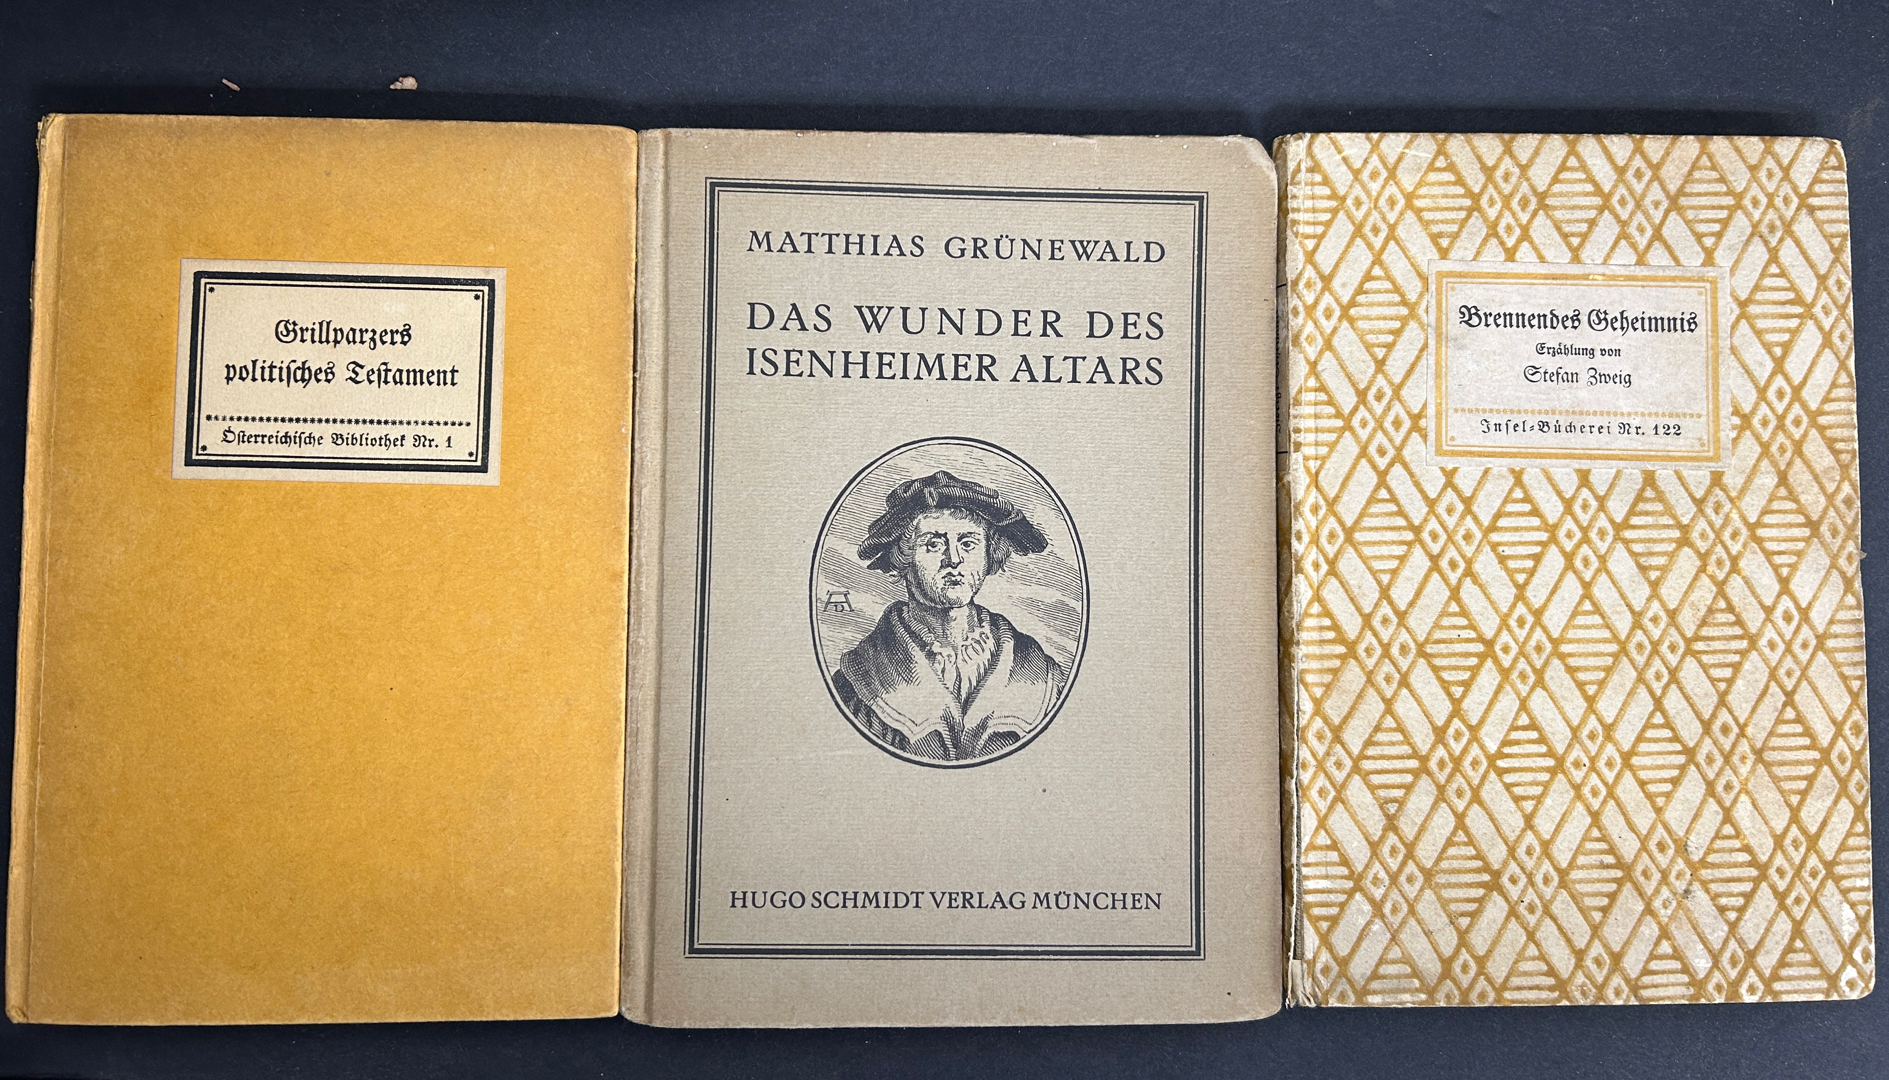 Grillparzers
politisches Testament
Österreichische Bibliothek Nr. 1
MATTHIAS GRÜNEWALD
DAS WUNDER DES
ISENHEIMER ALTARS
AD
HUGO SCHMIDT VERLAG MÜNCHEN
Brennendes Geheimnis
Erzählung von
Stefan Zweig
Insel-Bücherei Nr. 122